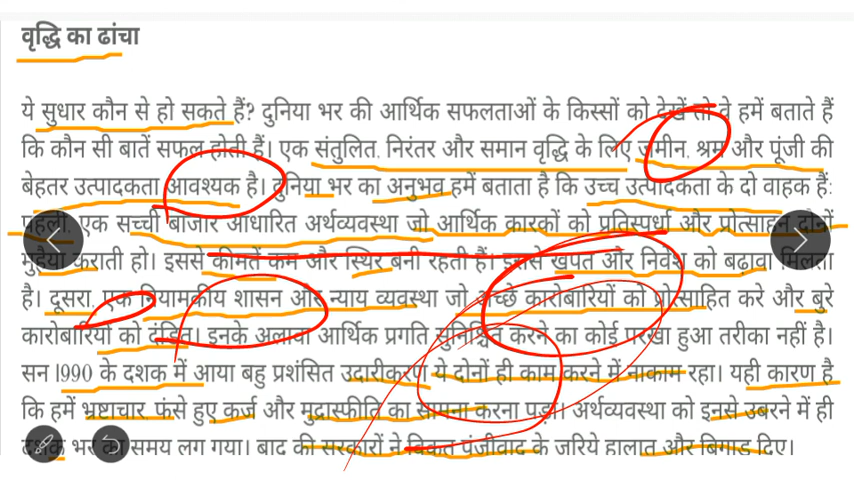 वृद्धि का ढांचा
ये सुधार कौन से हो सकते हैं? दुनिया भर की आर्थिक सफलताओं के किस्सों को देखें तो वे हमें बताते हैं
कि कौन सी बातें सफल होती हैं। एक संतुलित, निरंतर और समान वृद्धि के लिए जमीन, श्रम और पूंजी की
बेहतर उत्पादकता आवश्यक है। दुनिया भर का अनुभव हमें बताता है कि उच्च उत्पादकता के दो वाहक हैं:
पहली, एक सच्ची बाजार आधारित अर्थव्यवस्था जो आर्थिक कारकों को प्रतिस्पर्धा और प्रोत्साहन दोनों
मुहैया कराती हो। इससे कीमतें कम और स्थिर बनी रहती हैं। इससे खपत और निवेश को बढ़ावा मिलता
है। दूसरा, एक नियामकीय शासन और न्याय व्यवस्था जो अच्छे कारोबारियों को प्रोत्साहित करे और बुरे
कारोबारियों को दंडित। इनके अलावा आर्थिक प्रगति सुनिश्चित करने का कोई परखा हुआ तरीका नहीं है।
सन 1990 के दशक में आया बहु प्रशंसित उदारीकरण ये दोनों ही काम करने में नाकाम रहा। यही कारण है
कि हमें भ्रष्टाचार, फंसे हुए कर्ज और मुद्रास्फीति का सामना करना पड़ा। अर्थव्यवस्था को इनसे उबरने में ही
दशक भर का समय लग गया। बाद की सरकारों ने विकृत पूंजीवाद के जरिये हालात और बिगाड़ दिए।